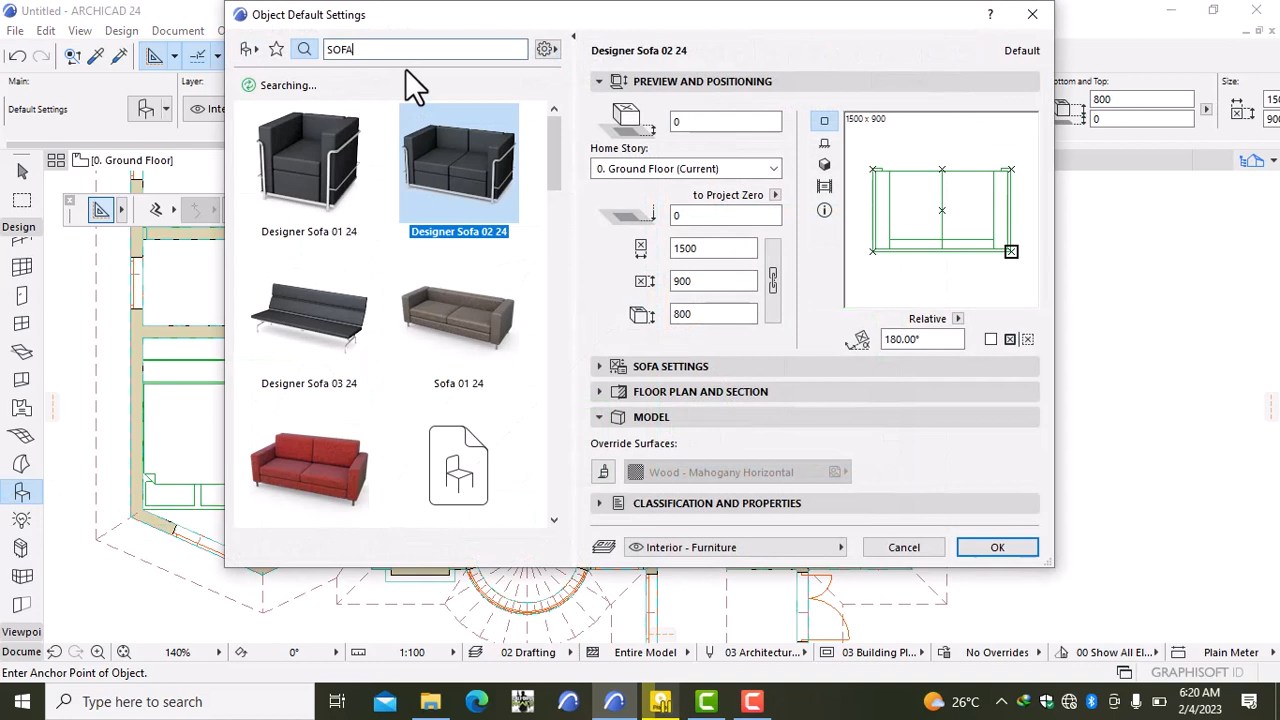 Untitled - ARCHICAD 24
File Edit View Design Document
Object Default Settings
SOFA
Searching...
Designer Sofa 01 24
Designer Sofa 02 24
Designer Sofa 03 24
Sofa 01 24
Designer Sofa 02 24
Default
PREVIEW AND POSITIONING
0
Home Story:
0. Ground Floor (Current)
to Project Zero
0
1500
900
800
1500 x 900
Relative
180.00°
SOFA SETTINGS
FLOOR PLAN AND SECTION
MODEL
Override Surfaces:
Wood - Mahogany Horizontal
CLASSIFICATION AND PROPERTIES
Interior - Furniture
Cancel
OK
Main:
Layer:
Default Settings
Bottom and Top:
Size:
800
0
[0. Ground Floor]
Design
Viewpoi
Docume
140%
0°
1:100
02 Drafting
Entire Model
03 Architectur...
03 Building Pl...
No Overrides
00 Show All El...
Plain Meter
Enter Anchor Point of Object.
GRAPHISOFT ID
Type here to search
26°C
6:20 AM
2/4/2023